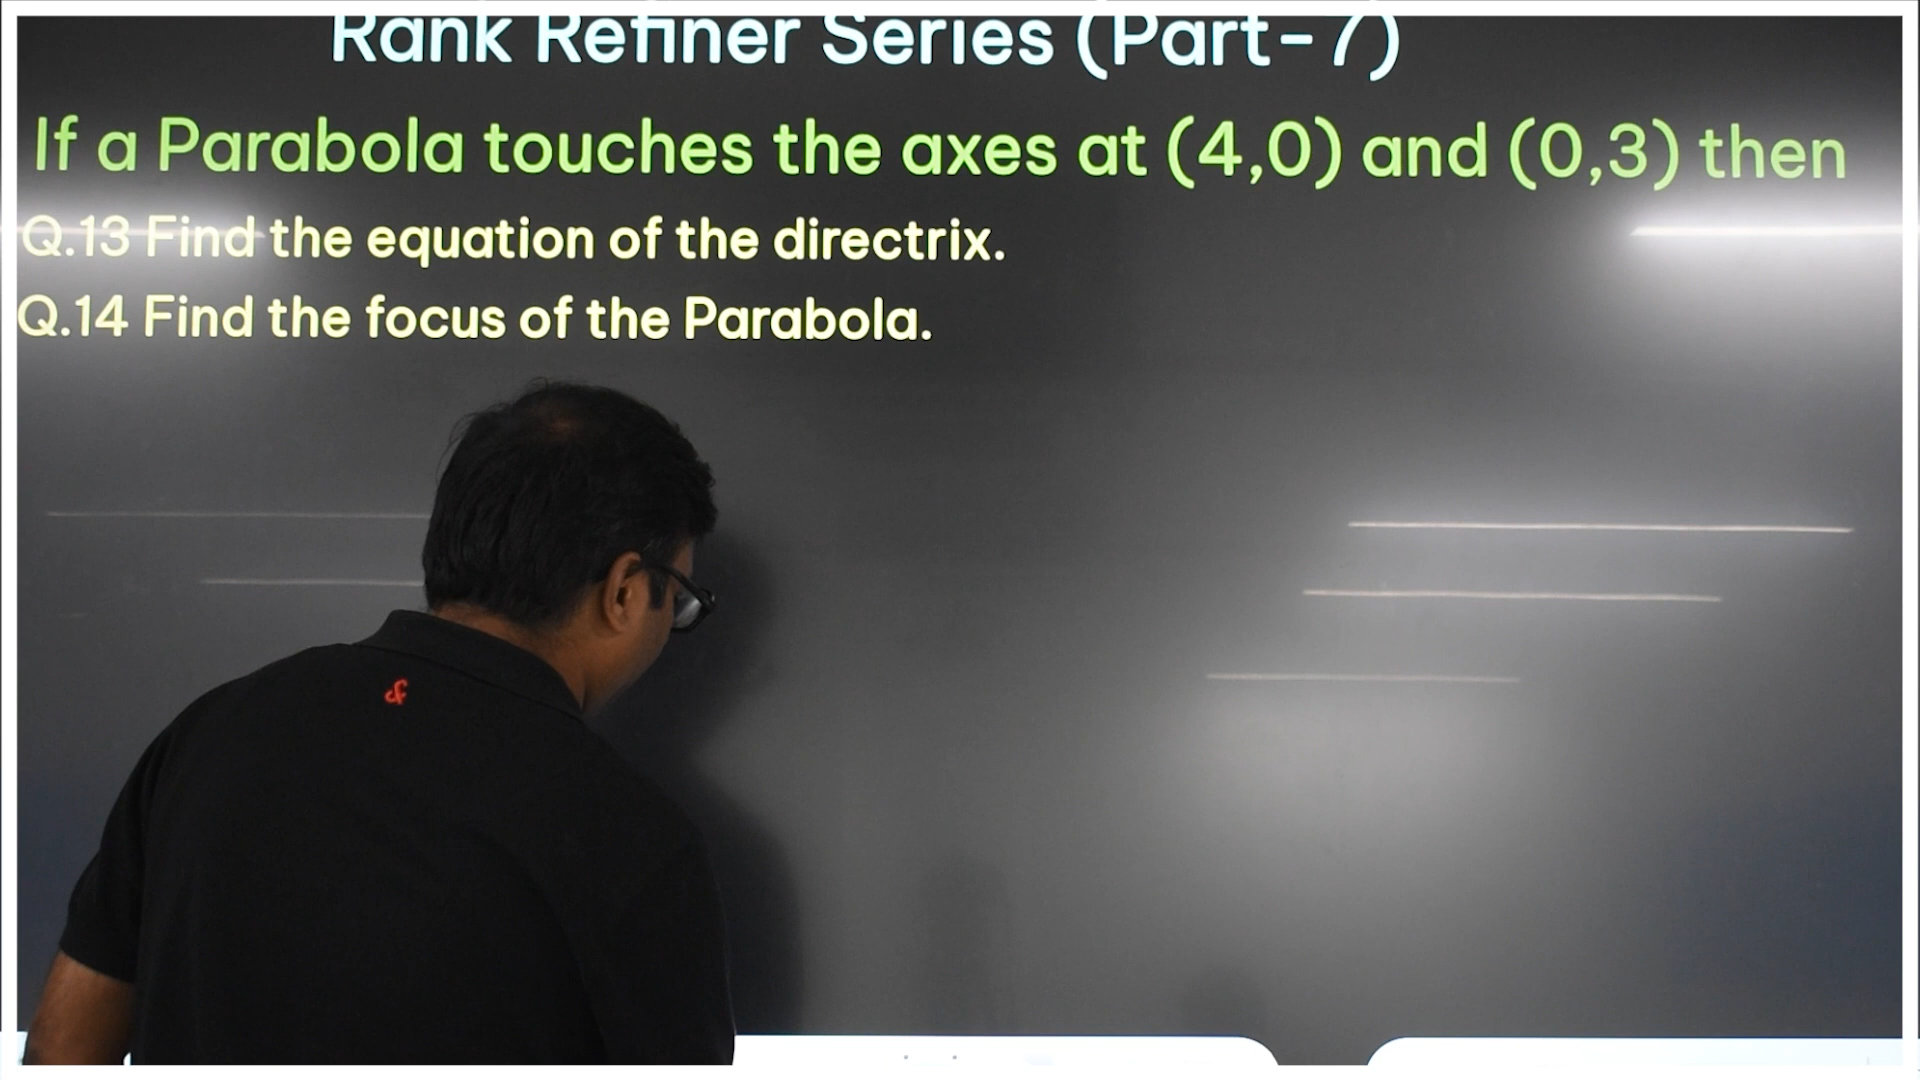 Rank Refiner Series (Part-7)
If a Parabola touches the axes at (4,0) and (0,3) then
Q.13 Find the equation of the directrix.
Q.14 Find the focus of the Parabola.